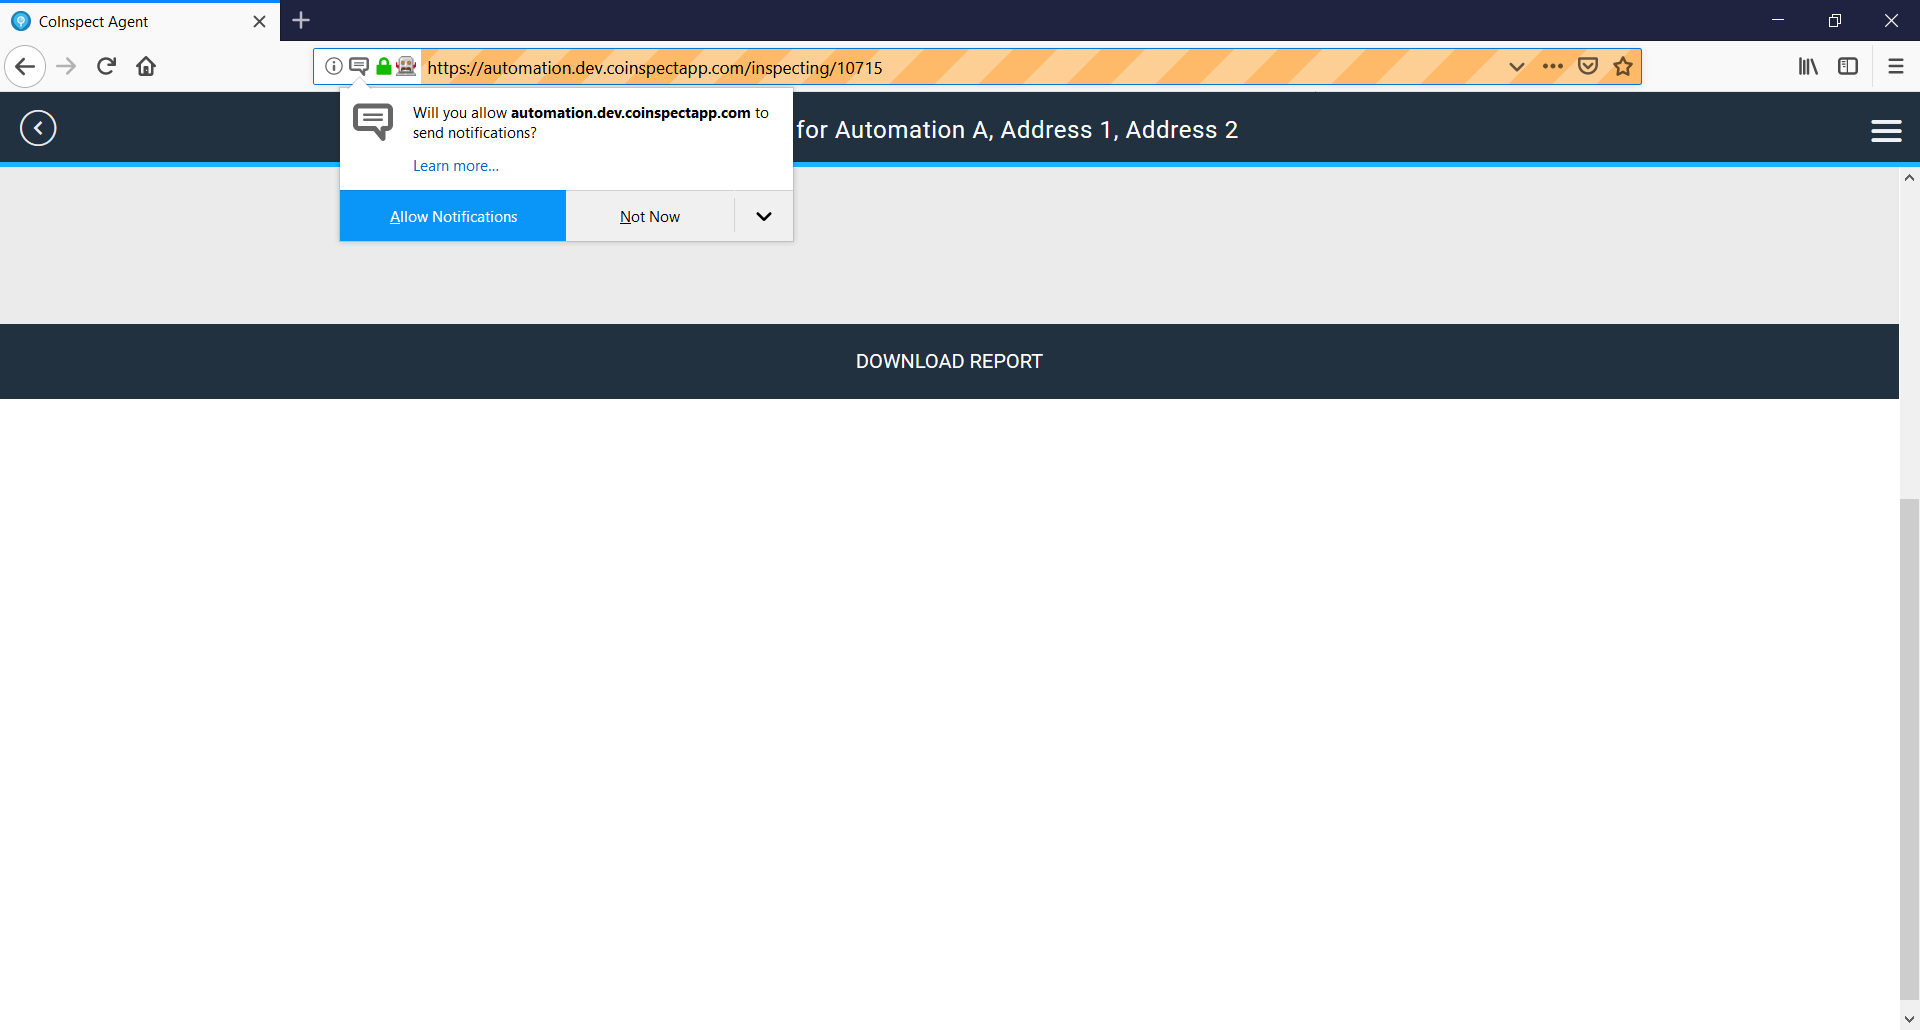 CoInspect Agent
https://automation.dev.coinspectapp.com/inspecting/10715
Will you allow automation.dev.coinspectapp.com to
send notifications?
Learn more...
Allow Notifications
Not Now
for Automation A, Address 1, Address 2
DOWNLOAD REPORT